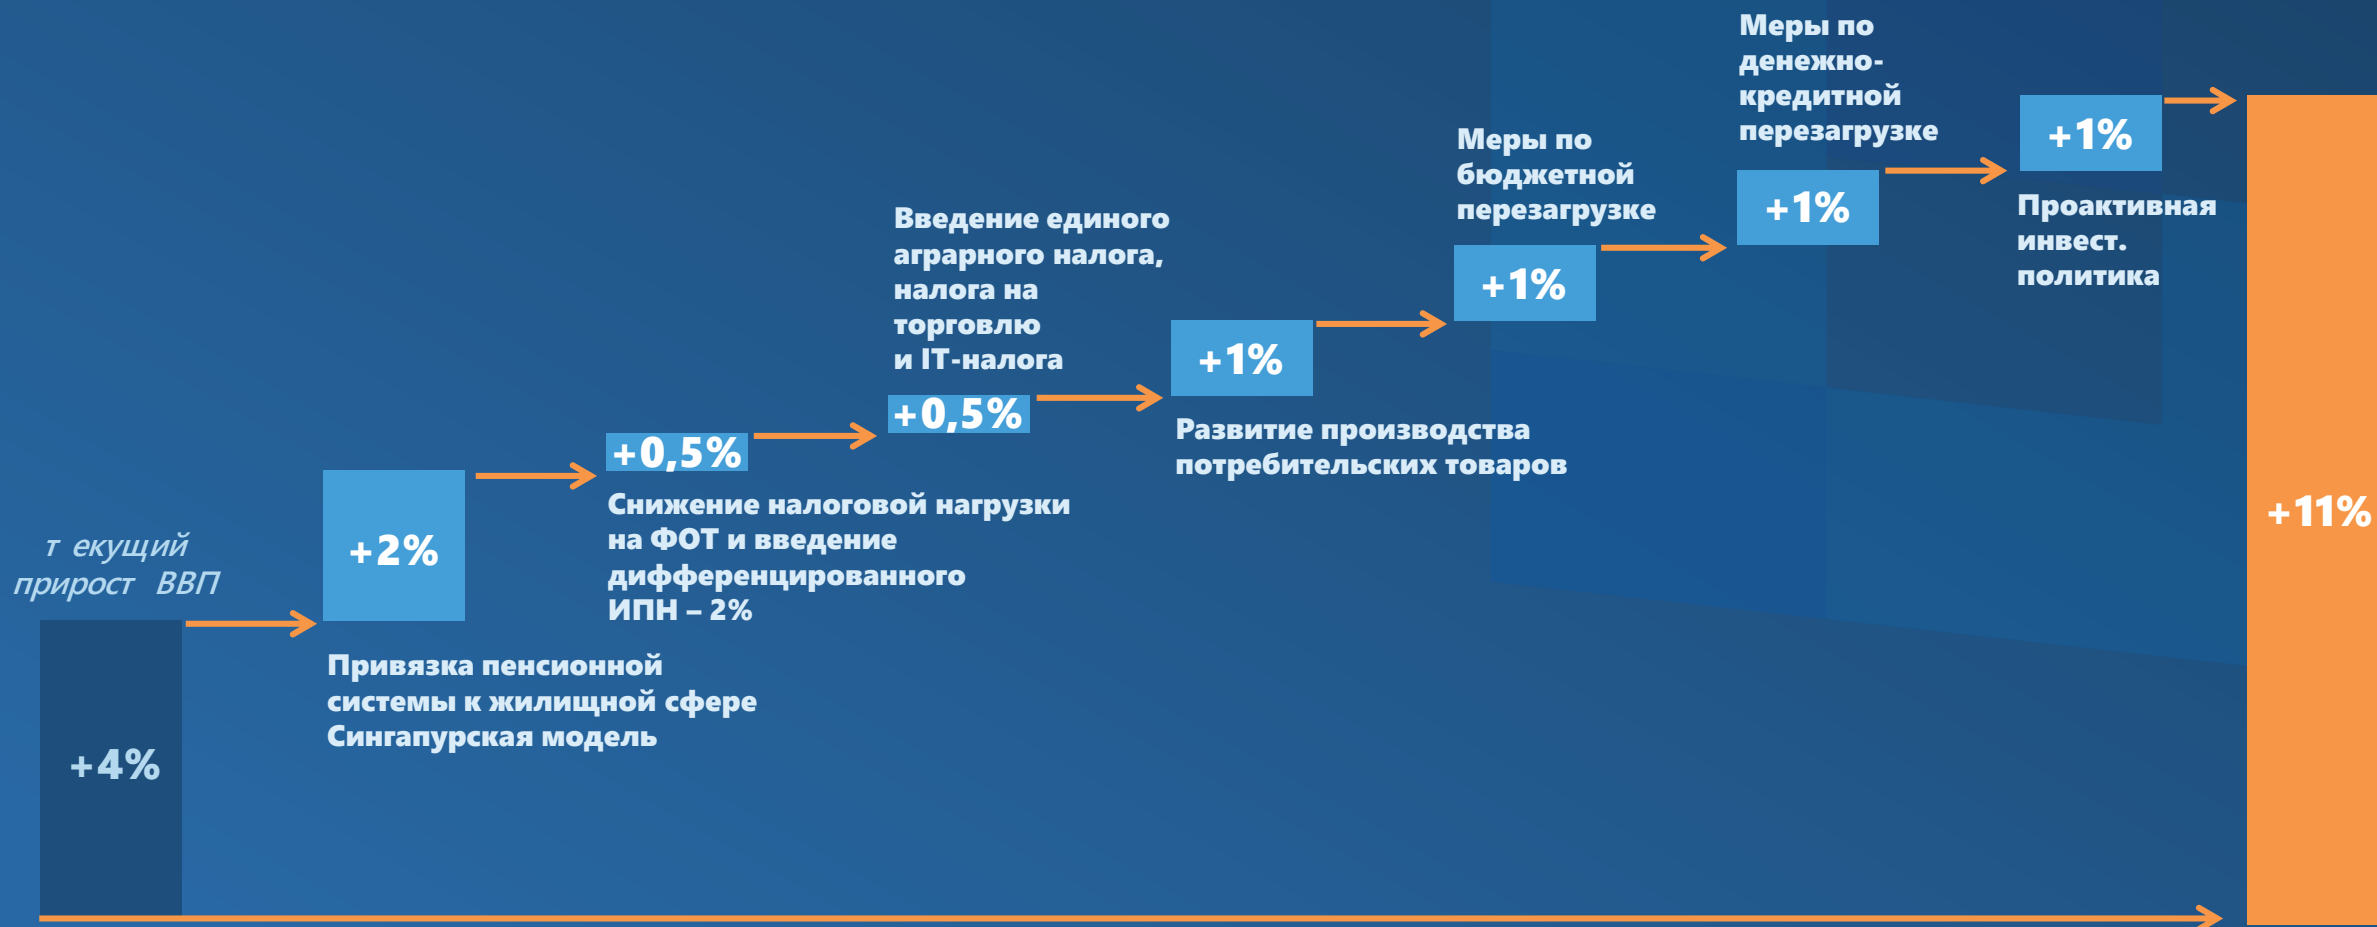 текущий
прирост ВВП
+4%
+2%
Привязка пенсионной
системы к жилищной сфере
Сингапурская модель
+0,5%
Снижение налоговой нагрузки
на ФОТ и введение
дифференцированного
ИПН – 2%
Введение единого
аграрного налога,
налога на
торговлю
и IT-налога
+0,5%
+1%
Развитие производства
потребительских товаров
Меры по
бюджетной
перезагрузке
+1%
Меры по
денежно-
кредитной
перезагрузке
+1%
+1%
Проактивная
инвест.
политика
+11%